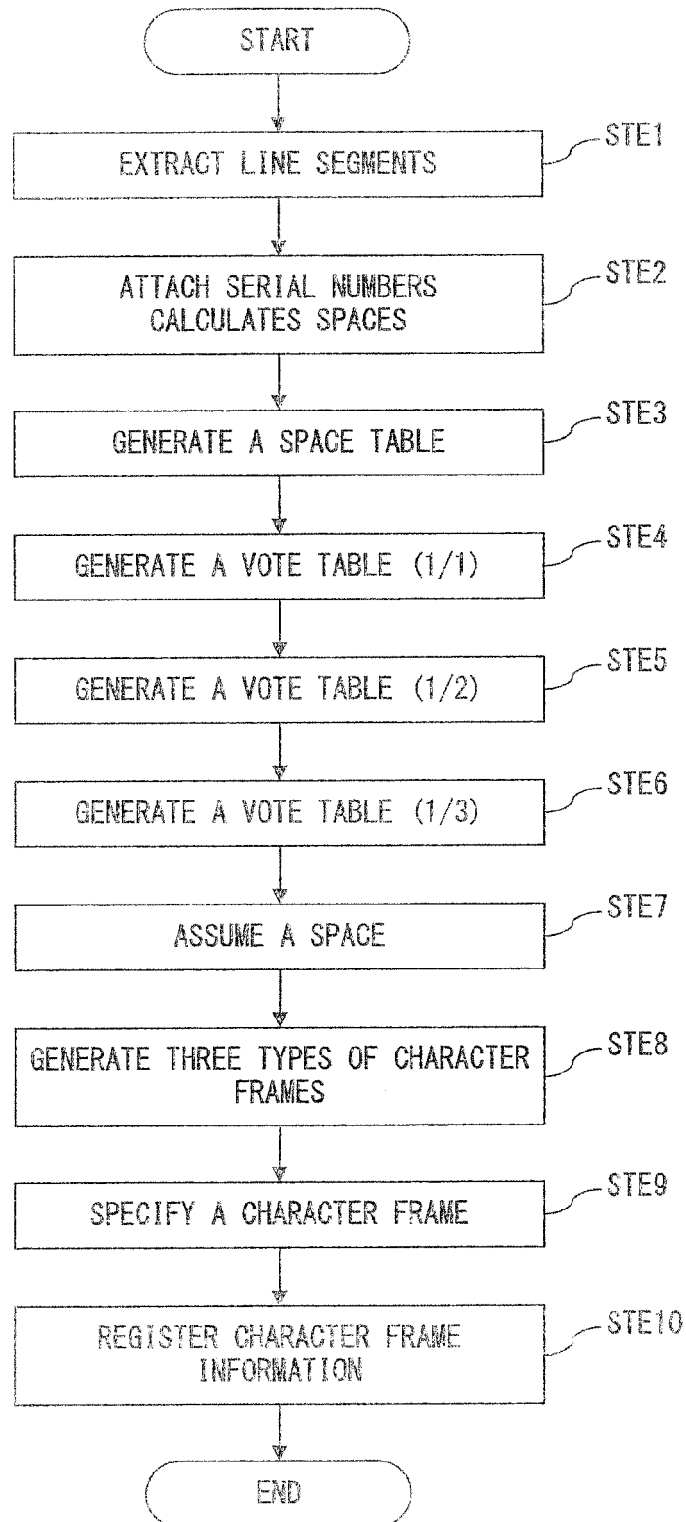 START
EXTRACT LINE SEGMENTS
STE1
ATTACH SERIAL NUMBERS
CALCULATES SPACES
STE2
GENERATE A SPACE TABLE
STE3
GENERATE A VOTE TABLE (1/1)
STE4
GENERATE A VOTE TABLE (1/2)
STE5
GENERATE A VOTE TABLE (1/3)
STE6
ASSUME A SPACE
STE7
GENERATE THREE TYPES OF CHARACTER
FRAMES
STE8
SPECIFY A CHARACTER FRAME
STE9
REGISTER CHARACTER FRAME
INFORMATION
STE10
END